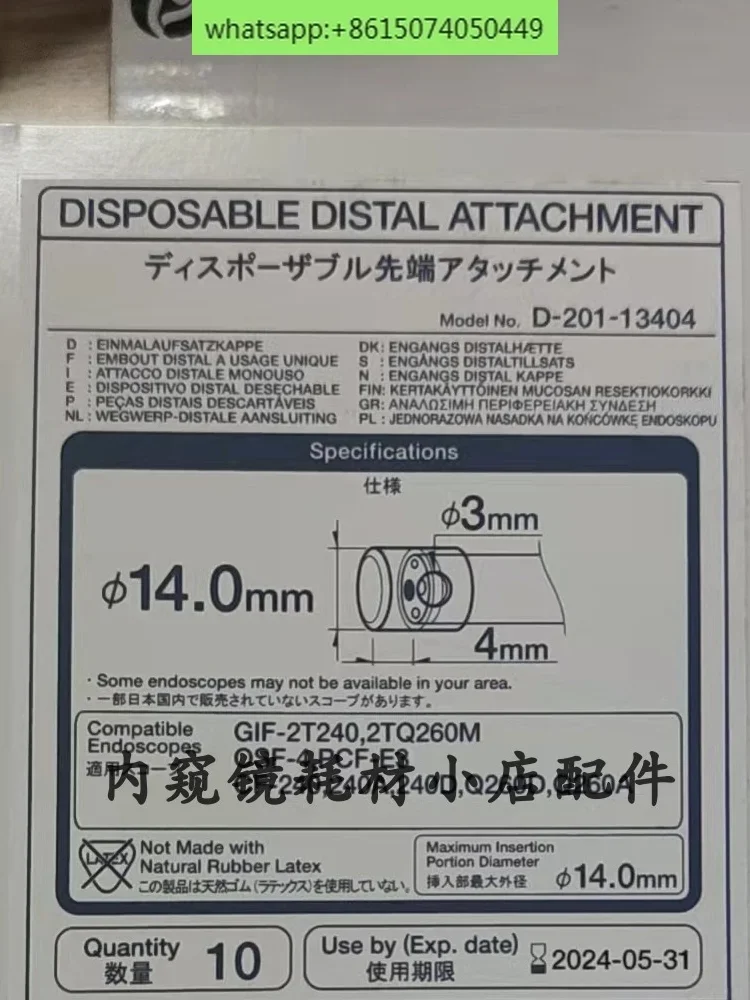 whatsapp:+8615074050449
DISPOSABLE DISTAL ATTACHMENT
ディスポーザブル先端アタッチメント
Model No. D-201-13404
D : EINMALAUFSATZKAPPE
F : EMBOUT DISTAL A USAGE UNIQUE
I : ATTACCO DISTALE MONOUSO
E : DISPOSITIVO DISTAL DESECHABLE
P : PEÇAS DISTAIS DESCARTÁVEIS
NL : WEGWERP-DISTALE AANSLUITING
DK: ENGANGS DISTALHÆTTE
S : ENGÅNGS DISTALTILLSATS
N : ENGANGS DISTAL KAPPE
FIN: KERTAKÄYTTÖINEN MUCOSAN RESEKTIOKORKKI
GR: ΑΝΑΛΩΣΙΜΗ ΠΕΡΙΦΕΡΕΙΑΚΗ ΣΥΝΔΕΣΗ
PL : JEDNORAZOWA NASADKA NA KOŃCÓWKĘ ENDOSKOPU
Specifications
仕様
φ3mm
φ14.0mm
4mm
・Some endoscopes may not be available in your area.
・一部日本国内で販売されていないスコープがあります。
Compatible
Endoscopes
適用スコープ
GIF-2T240,2TQ260M
内窥镜耗材小店配件
LATEX
Not Made with
Natural Rubber Latex
この製品は天然ゴム(ラテックス)を使用していない。
Maximum Insertion
Portion Diameter
挿入部最大外径 φ14.0mm
Quantity
数量
10
Use by (Exp. date)
使用期限
2024-05-31